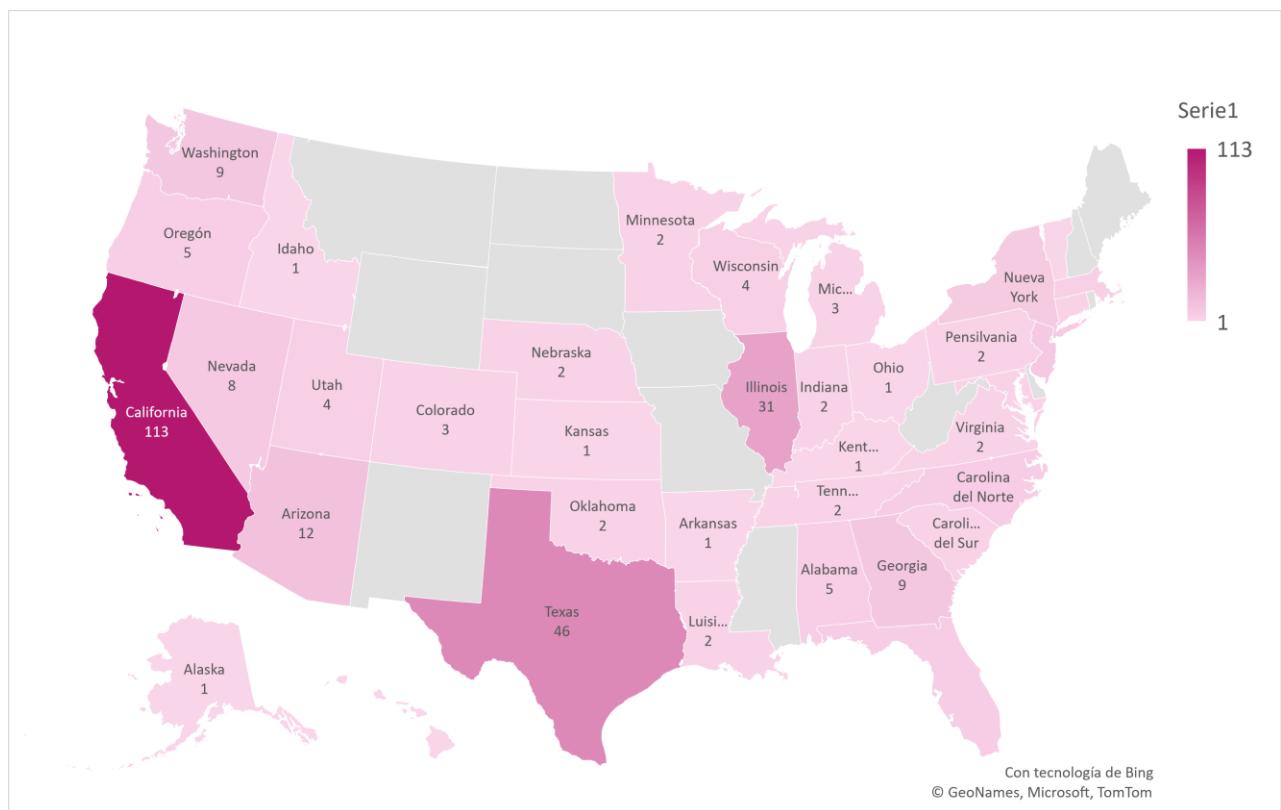 Serie1
113
1
Washington
9
Oregón
5
Idaho
1
Minnesota
2
Wisconsin
4
Mic...
3
Nueva
York
Nevada
8
Utah
4
Colorado
3
Nebraska
2
Kansas
1
Illinois
31
Indiana
2
Ohio
1
Pensilvania
2
California
113
Kent...
1
Virginia
2
Arizona
12
Oklahoma
2
Arkansas
1
Tenn...
2
Carolina
del Norte
Caroli...
del Sur
Texas
46
Luisi...
2
Alabama
5
Georgia
9
Alaska
1
Con tecnología de Bing
© GeoNames, Microsoft, TomTom